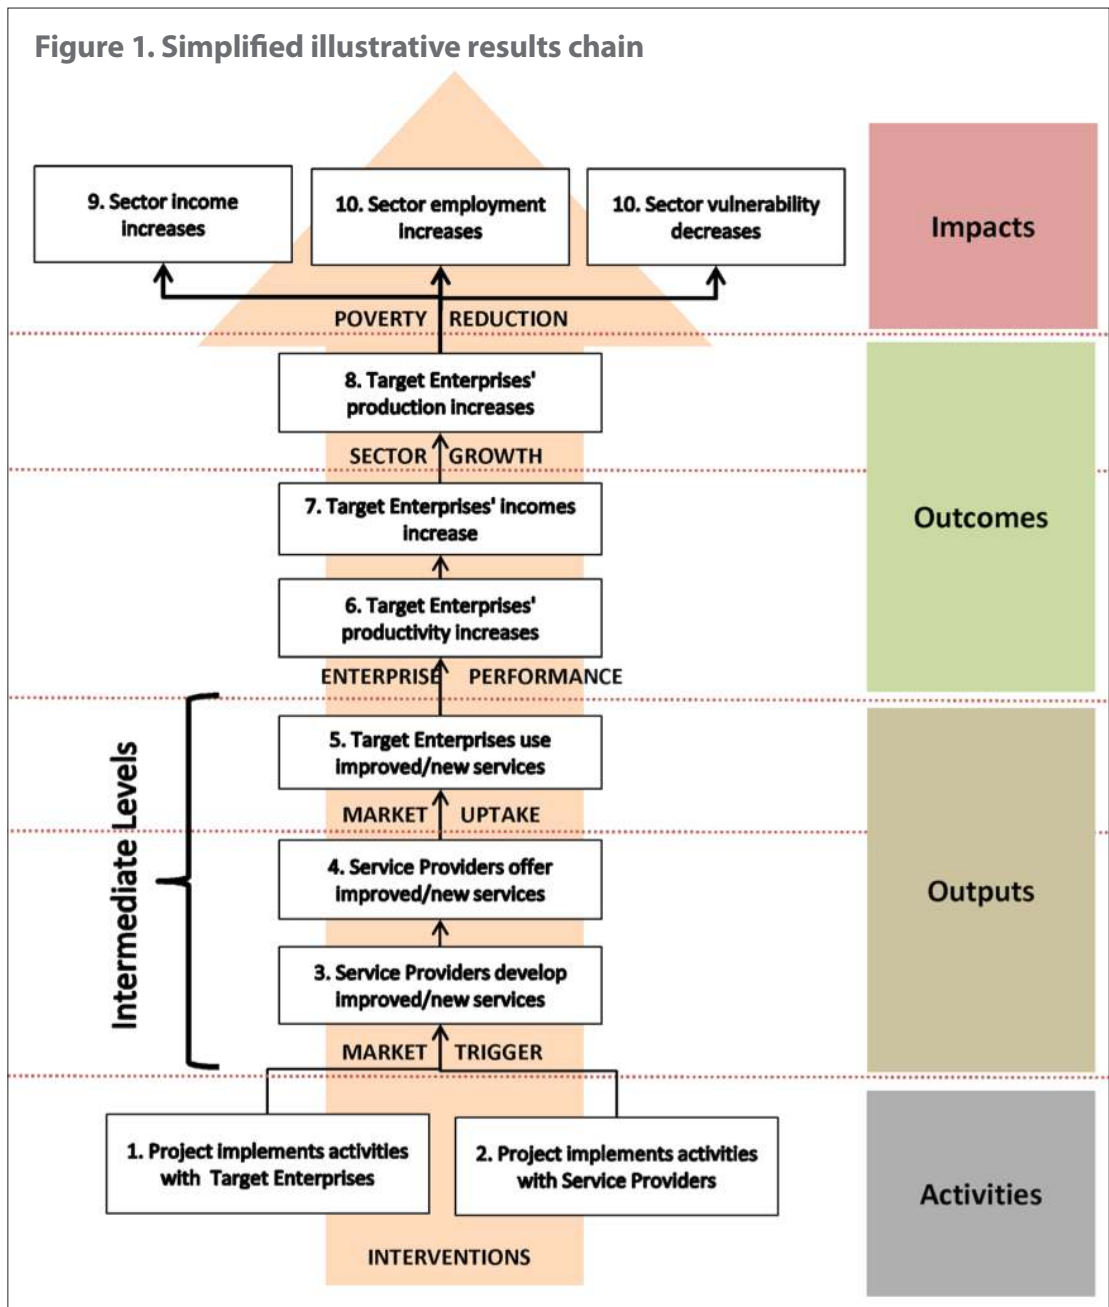 Figure 1. Simplified illustrative results chain
9. Sector income
increases
10. Sector employment
increases
10. Sector vulnerability
decreases
Impacts
POVERTY REDUCTION
8. Target Enterprises'
production increases
SECTOR GROWTH
7. Target Enterprises' incomes
increase
Outcomes
6. Target Enterprises'
productivity increases
ENTERPRISE PERFORMANCE
Intermediate Levels
5. Target Enterprises use
improved/new services
MARKET UPTAKE
4. Service Providers offer
improved/new services
Outputs
3. Service Providers develop
improved/new services
MARKET TRIGGER
1. Project implements activities
with Target Enterprises
2. Project implements activities
with Service Providers
Activities
INTERVENTIONS